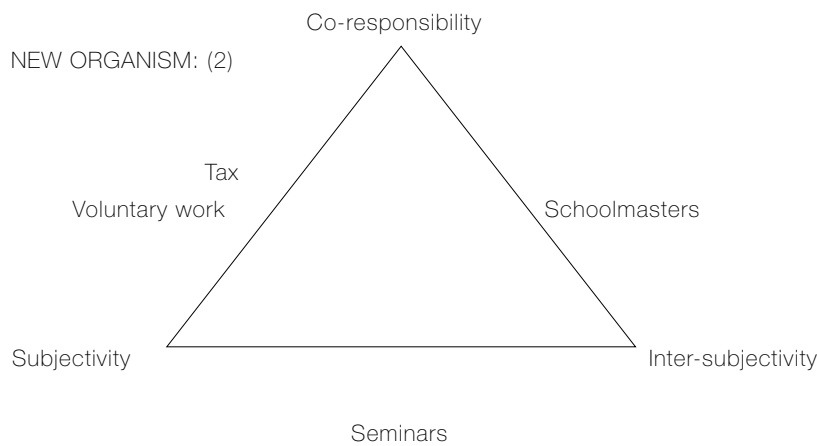 Co-responsibility
NEW ORGANISM: (2)
Tax
Voluntary work
Schoolmasters
Subjectivity
Inter-subjectivity
Seminars